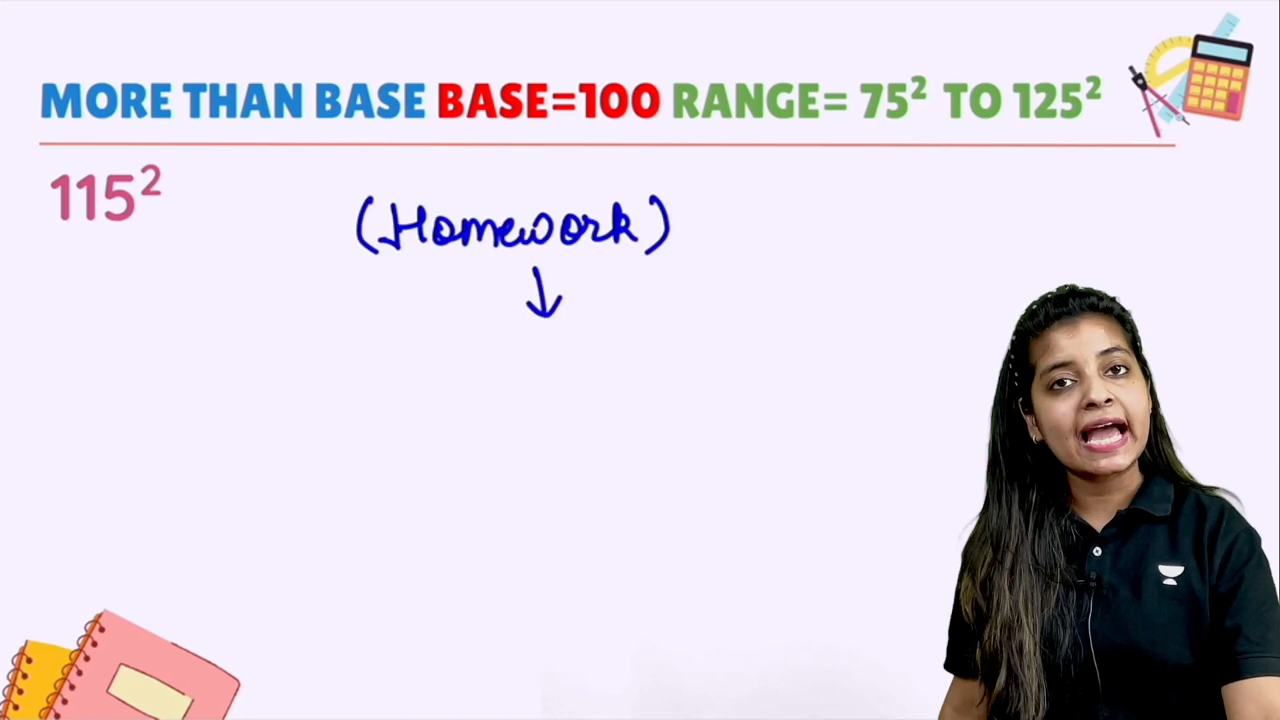 MORE THAN BASE BASE=100 RANGE= 75² TO 125²
115²
(Homework)